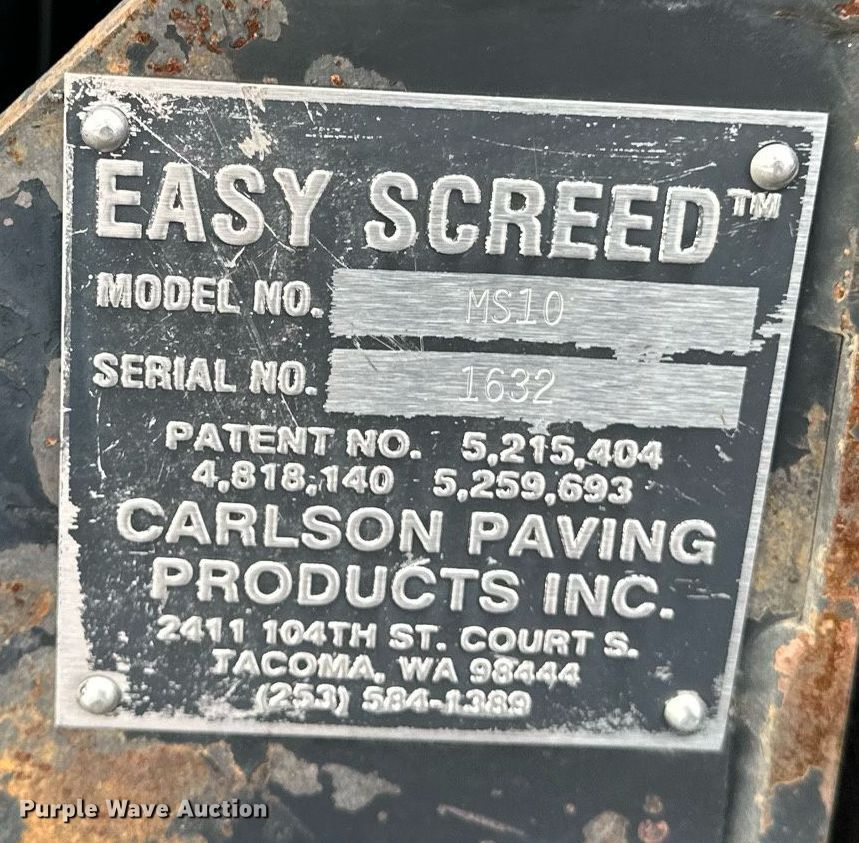 EASY SCREED™
MODEL NO. MS10
SERIAL NO. 1632
PATENT NO. 5,215,404
4,818,140 5,259,693
CARLSON PAVING
PRODUCTS INC.
2411 104TH ST. COURT S.
TACOMA, WA 98444
(253) 584-1389
Purple Wave Auction